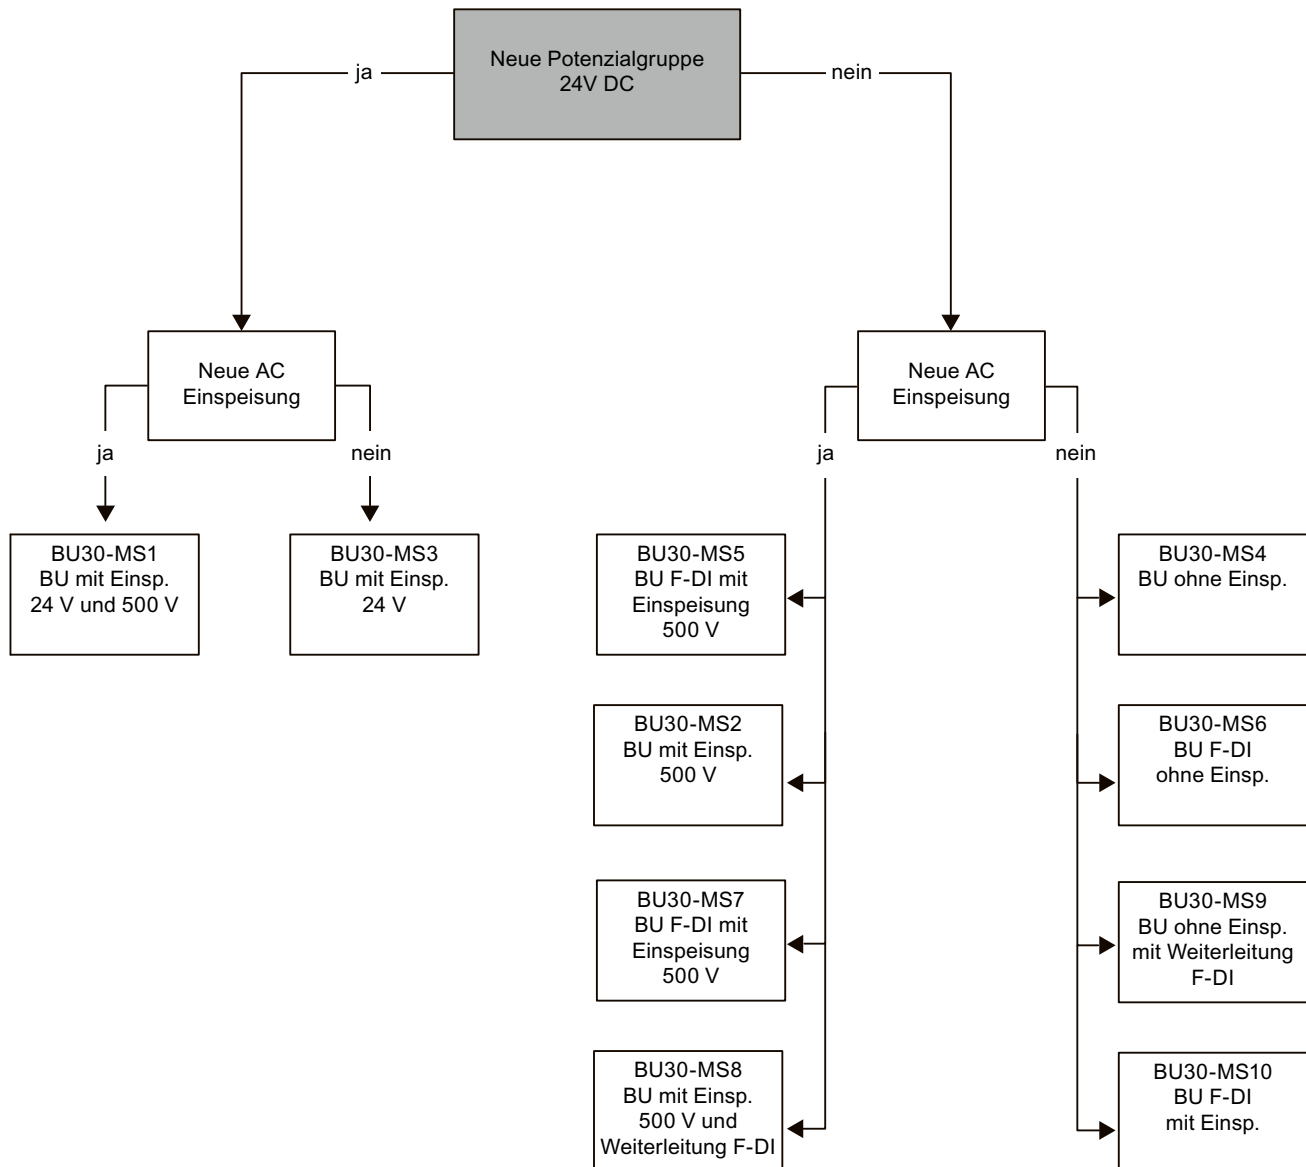 Neue Potenzialgruppe
24V DC
ja
nein
Neue AC
Einspeisung
ja
nein
Neue AC
Einspeisung
ja
nein
BU30-MS1
BU mit Einsp.
24 V und 500 V
BU30-MS3
BU mit Einsp.
24 V
BU30-MS5
BU F-DI mit
Einspeisung
500 V
BU30-MS4
BU ohne Einsp.
BU30-MS2
BU mit Einsp.
500 V
BU30-MS6
BU F-DI
ohne Einsp.
BU30-MS7
BU F-DI mit
Einspeisung
500 V
BU30-MS9
BU ohne Einsp.
mit Weiterleitung
F-DI
BU30-MS8
BU mit Einsp.
500 V und
Weiterleitung F-DI
BU30-MS10
BU F-DI
mit Einsp.